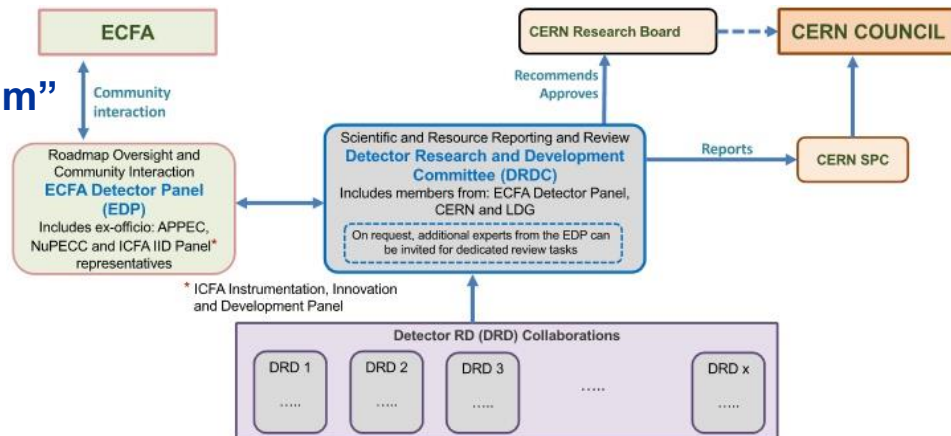 ECFA
CERN Research Board
CERN COUNCIL
m”
Community
interaction
Recommends
Approves
Roadmap Oversight and
Community Interaction
ECFA Detector Panel
(EDP)
Includes ex-officio: APPEC,
NuPECC and ICFA IID Panel*
representatives
Scientific and Resource Reporting and Review
Detector Research and Development
Committee (DRDC)
Includes members from: ECFA Detector Panel,
CERN and LDG
On request, additional experts from the EDP can
be invited for dedicated review tasks
Reports
CERN SPC
* ICFA Instrumentation, Innovation
and Development Panel
Detector RD (DRD) Collaborations
DRD 1
.....
DRD 2
.....
DRD 3
.....
.....
DRD x
.....